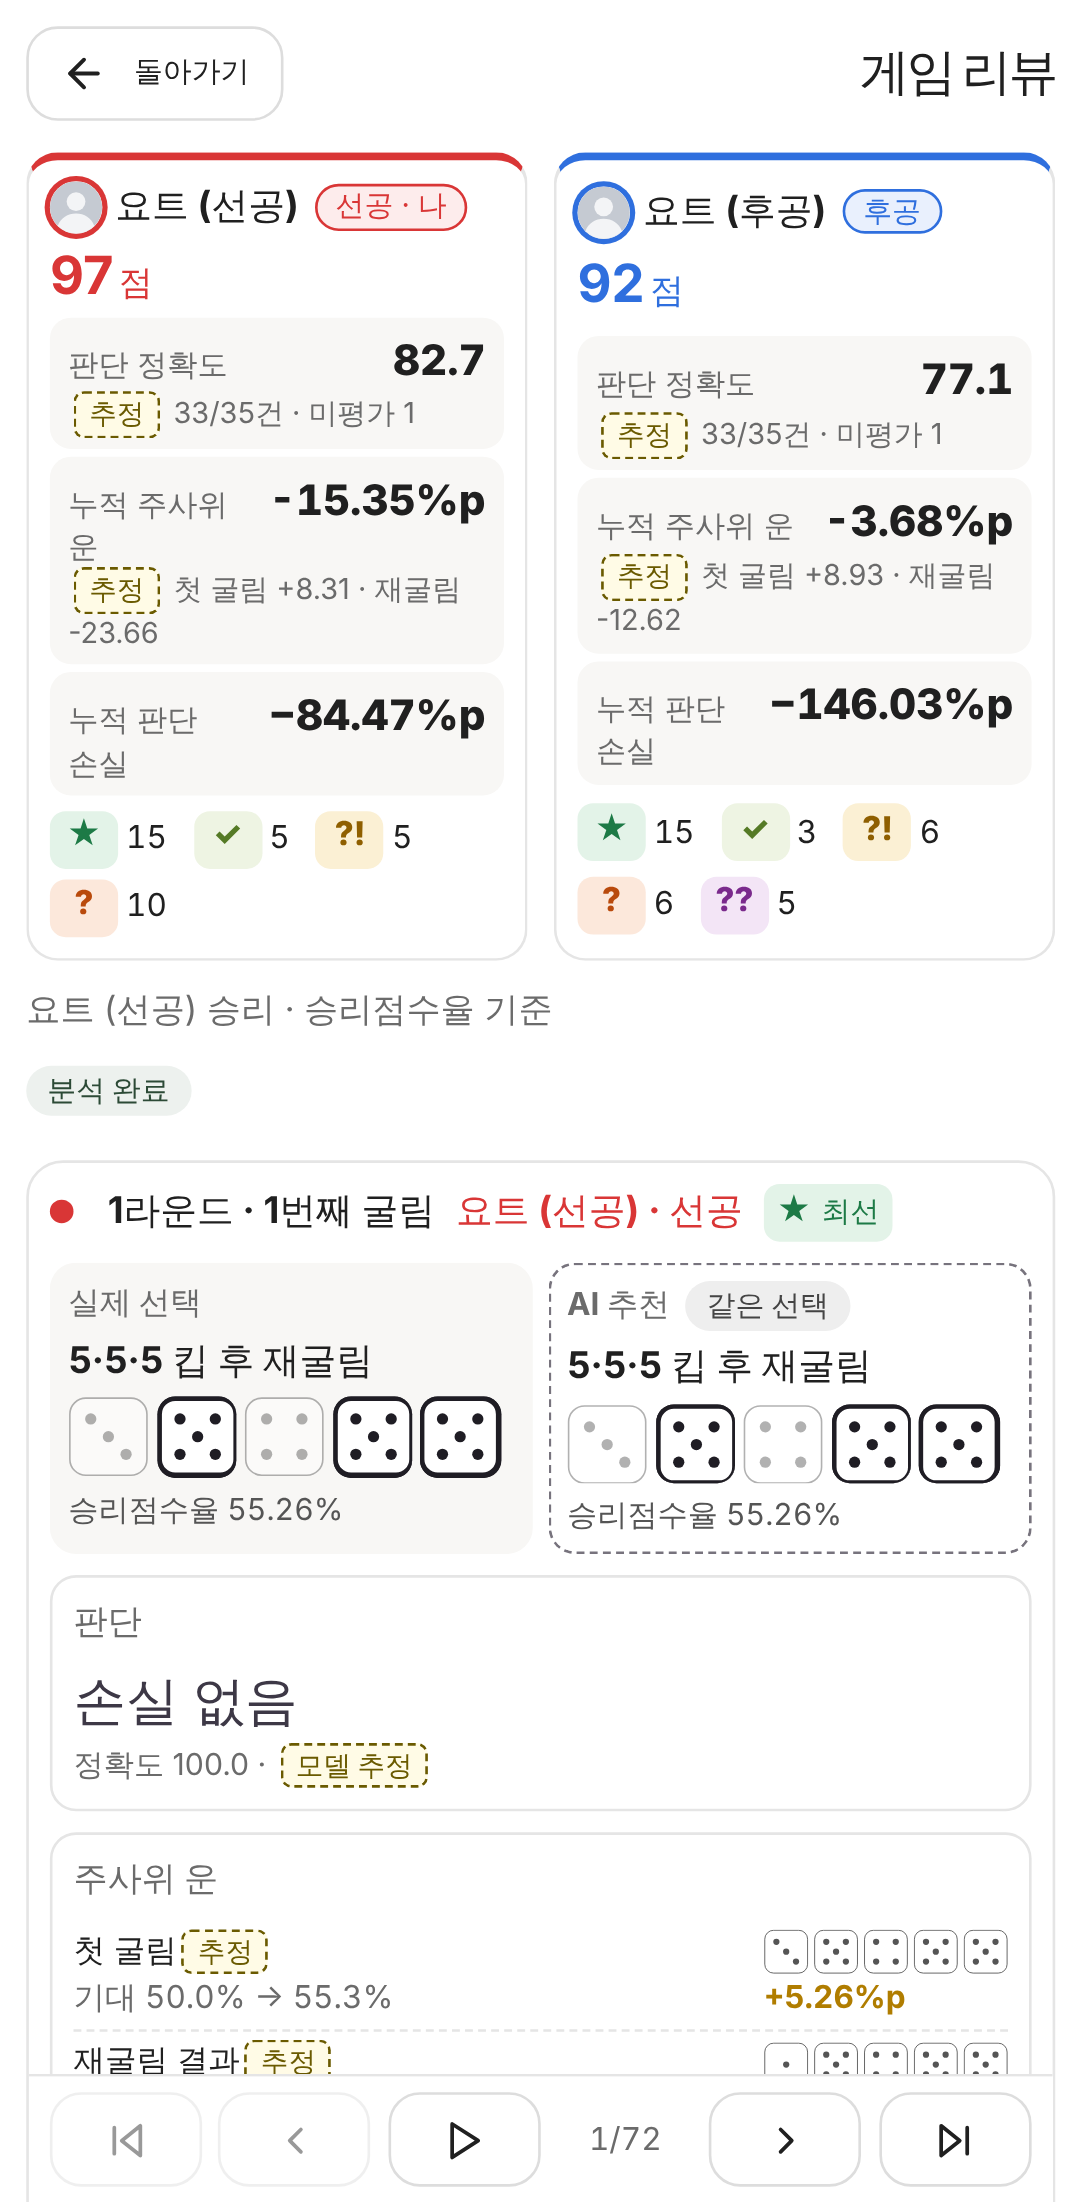 돌아가기
게임 리뷰
요트 (선공) 선공 · 나
97점
판단 정확도 82.7
추정 33/35건 · 미평가 1
누적 주사위 운 -15.35%p
추정 첫 굴림 +8.31 · 재굴림
-23.66
누적 판단 손실 −84.47%p
★ 15 ✓ 5 ?! 5
? 10
요트 (후공) 후공
92점
판단 정확도 77.1
추정 33/35건 · 미평가 1
누적 주사위 운 -3.68%p
추정 첫 굴림 +8.93 · 재굴림
-12.62
누적 판단 손실 −146.03%p
★ 15 ✓ 3 ?! 6
? 6 ?? 5
요트 (선공) 승리 · 승리점수율 기준
분석 완료
1라운드 · 1번째 굴림 요트 (선공) · 선공 ★ 최선
실제 선택
5·5·5 킵 후 재굴림
승리점수율 55.26%
AI 추천 같은 선택
5·5·5 킵 후 재굴림
승리점수율 55.26%
판단
손실 없음
정확도 100.0 · 모델 추정
주사위 운
첫 굴림 추정
기대 50.0% → 55.3%
+5.26%p
재굴림 결과 추정
1/72